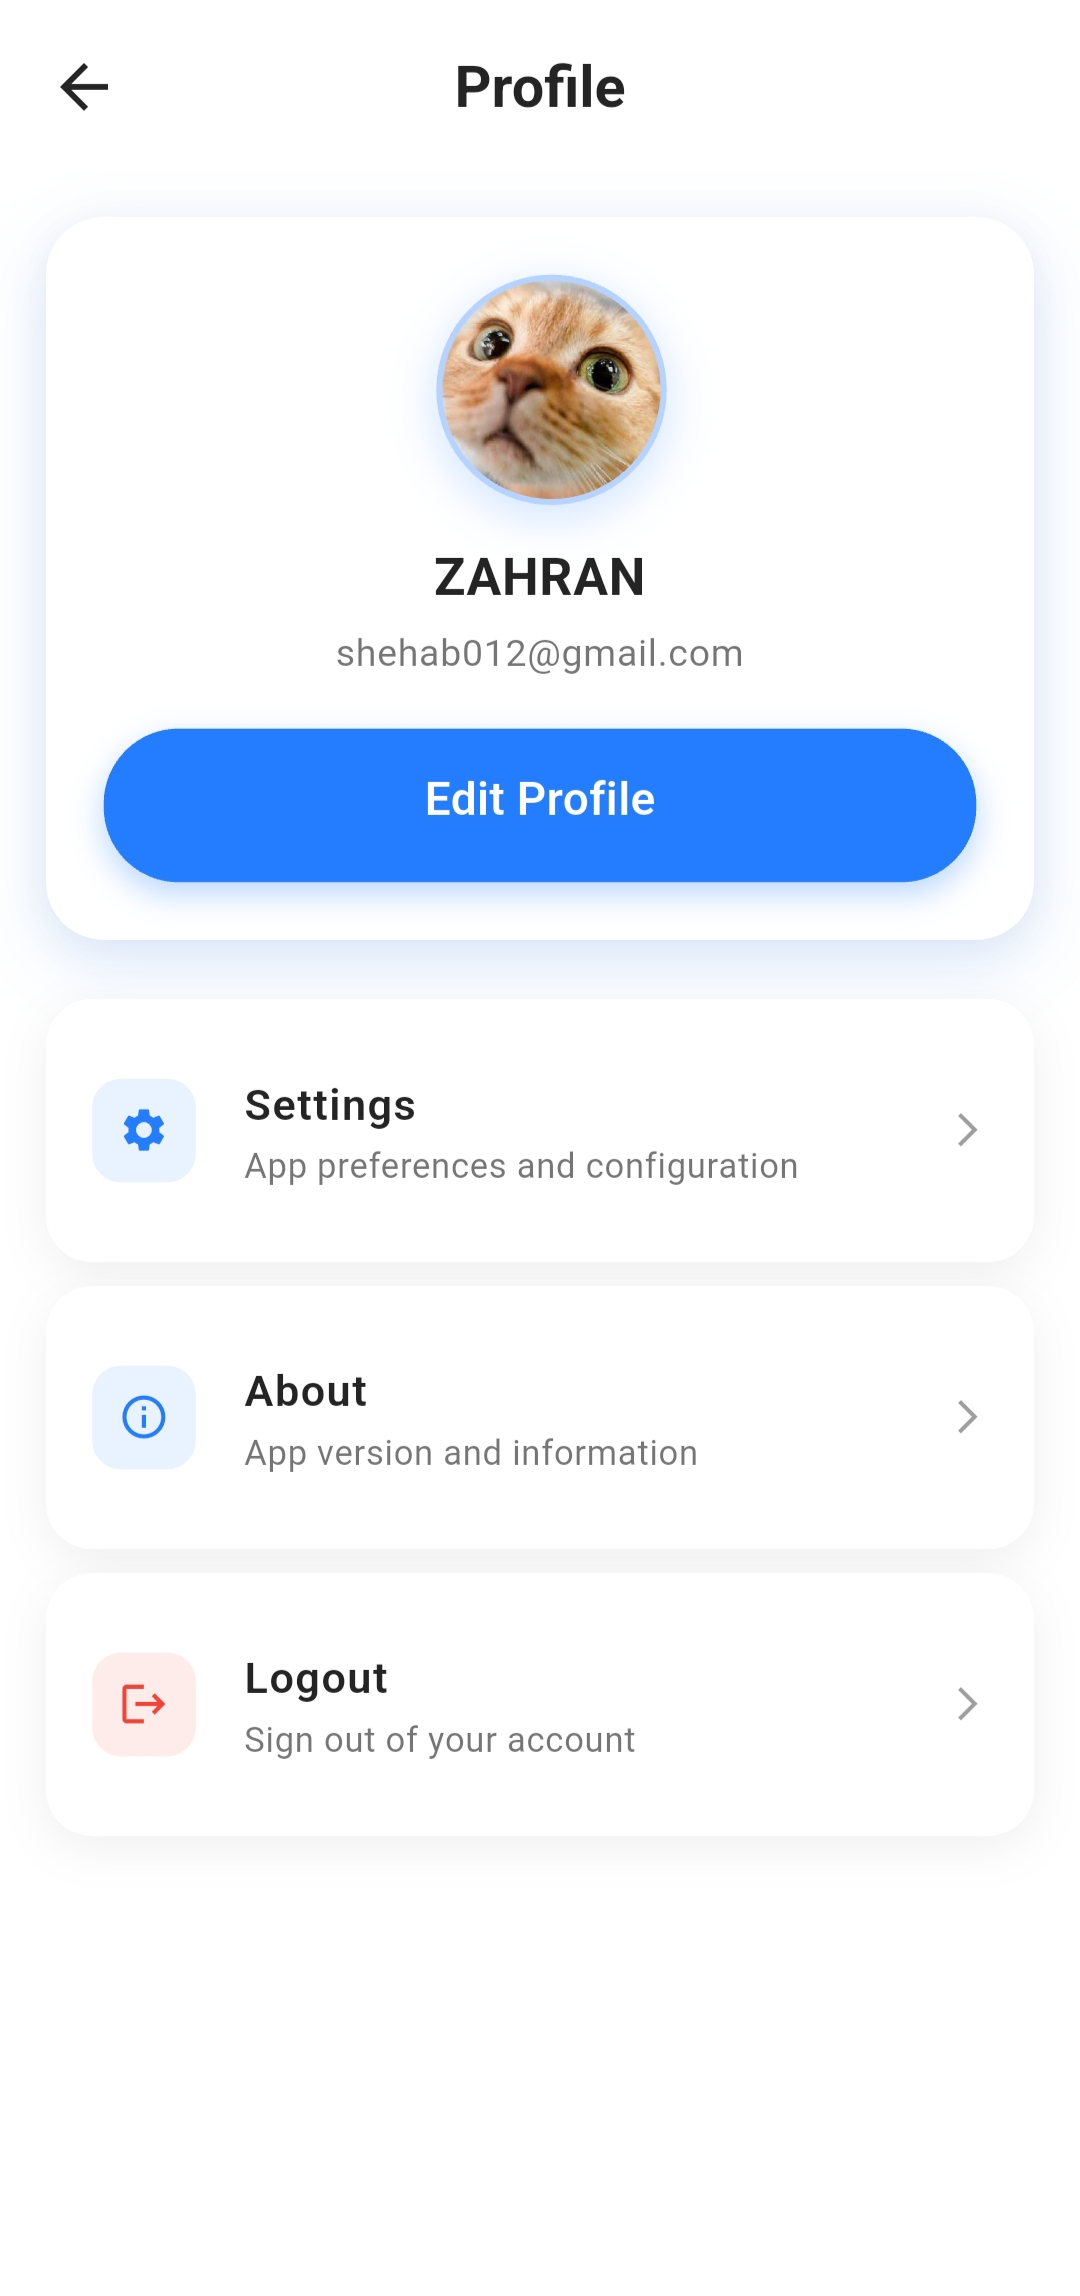 Profile
ZAHRAN
shehab012@gmail.com
Edit Profile
Settings
App preferences and configuration
About
App version and information
Logout
Sign out of your account